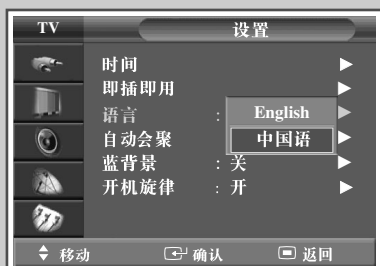 TV 设置
时间
即插即用
语言 : English
中国语
自动会聚
蓝背景 : 关
开机旋律 : 开
移动 确认 返回